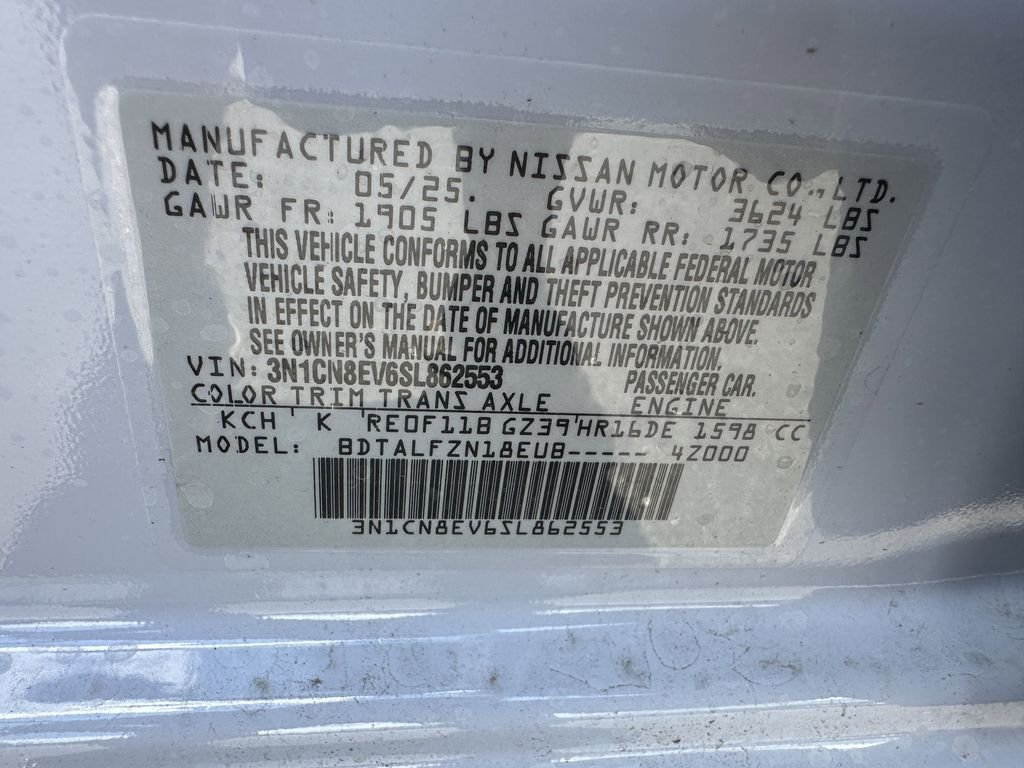 MANUFACTURED BY NISSAN MOTOR CO.,LTD.
DATE: 05/25. GVWR: 3624 LBS
GAWR FR: 1905 LBS GAWR RR: 1735 LBS
THIS VEHICLE CONFORMS TO ALL APPLICABLE FEDERAL MOTOR
VEHICLE SAFETY, BUMPER AND THEFT PREVENTION STANDARDS
IN EFFECT ON THE DATE OF MANUFACTURE SHOWN ABOVE.
SEE OWNER'S MANUAL FOR ADDITIONAL INFORMATION.
VIN: 3N1CN8EV6SL862553 PASSENGER CAR.
COLOR TRIM TRANS AXLE ENGINE
KCH K RE0F11B GZ39 HR16DE 1598 CC
MODEL: BDTALFZN18EUB----- 4Z000
3N1CN8EV6SL862553